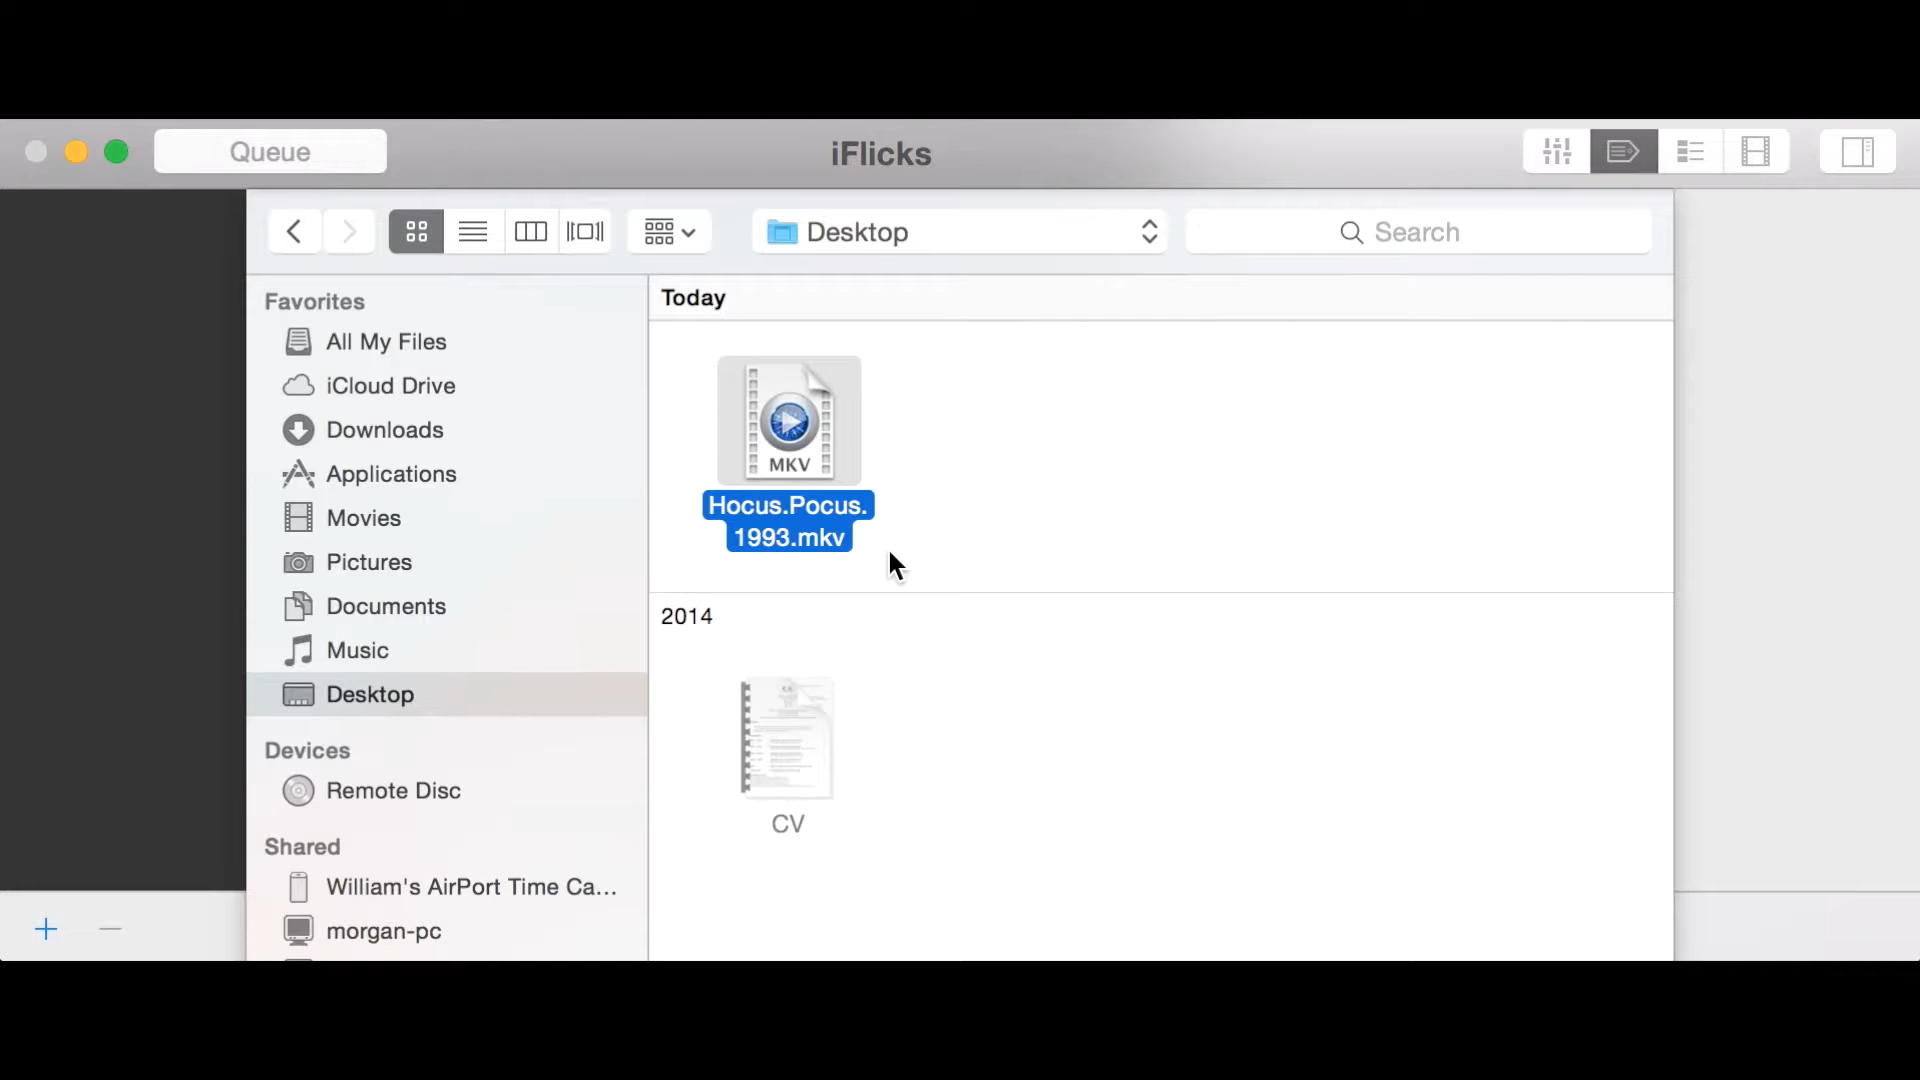 Queue
iFlicks
Desktop
Search
Favorites
All My Files
iCloud Drive
Downloads
Applications
Movies
Pictures
Documents
Music
Desktop
Devices
Remote Disc
Shared
William's AirPort Time Ca...
morgan-pc
Today
MKV
Hocus.Pocus.
1993.mkv
2014
CV